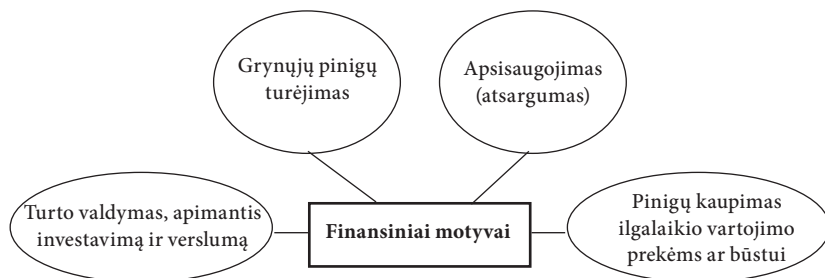 Grynųjų pinigų
turėjimas
Apsisaugojimas
(atsargumas)
Turto valdymas, apimantis
investavimą ir verslumą
Finansiniai motyvai
Pinigų kaupimas
ilgalaikio vartojimo
prekėms ar būstui